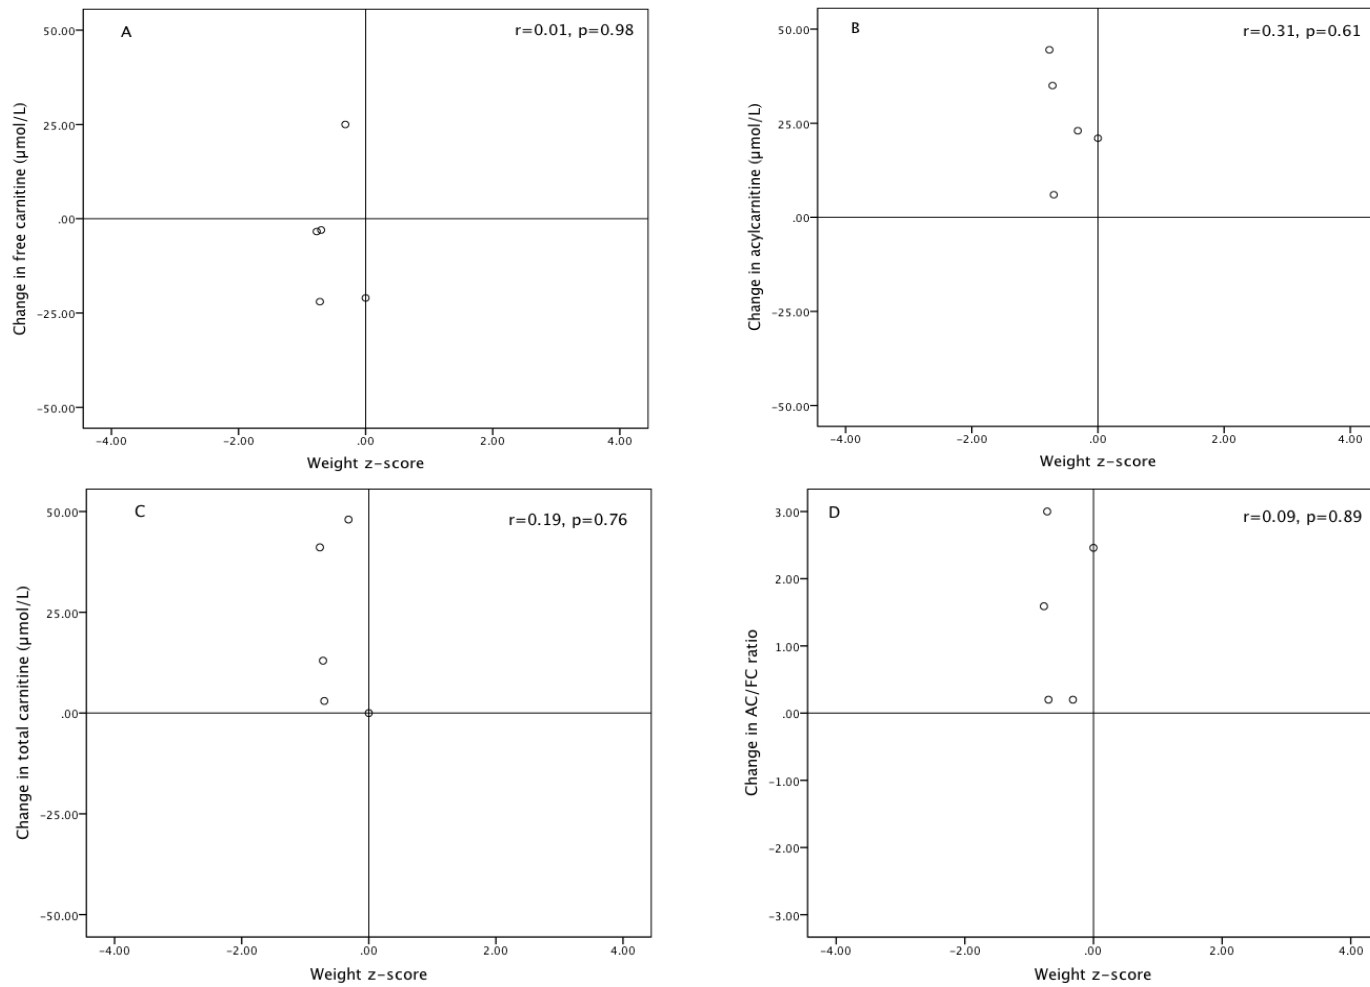 A
r=0.01, p=0.98
50.00
25.00
.00
-25.00
-50.00
Change in free carnitine (µmol/L)
-4.00 -2.00 .00 2.00 4.00
Weight z-score
B
r=0.31, p=0.61
50.00
25.00
.00
-25.00
-50.00
Change in acylcarnitine (µmol/L)
-4.00 -2.00 .00 2.00 4.00
Weight z-score
C
r=0.19, p=0.76
50.00
25.00
.00
-25.00
-50.00
Change in total carnitine (µmol/L)
-4.00 -2.00 .00 2.00 4.00
Weight z-score
D
r=0.09, p=0.89
3.00
2.00
1.00
.00
-1.00
-2.00
-3.00
Change in AC/FC ratio
-4.00 -2.00 .00 2.00 4.00
Weight z-score